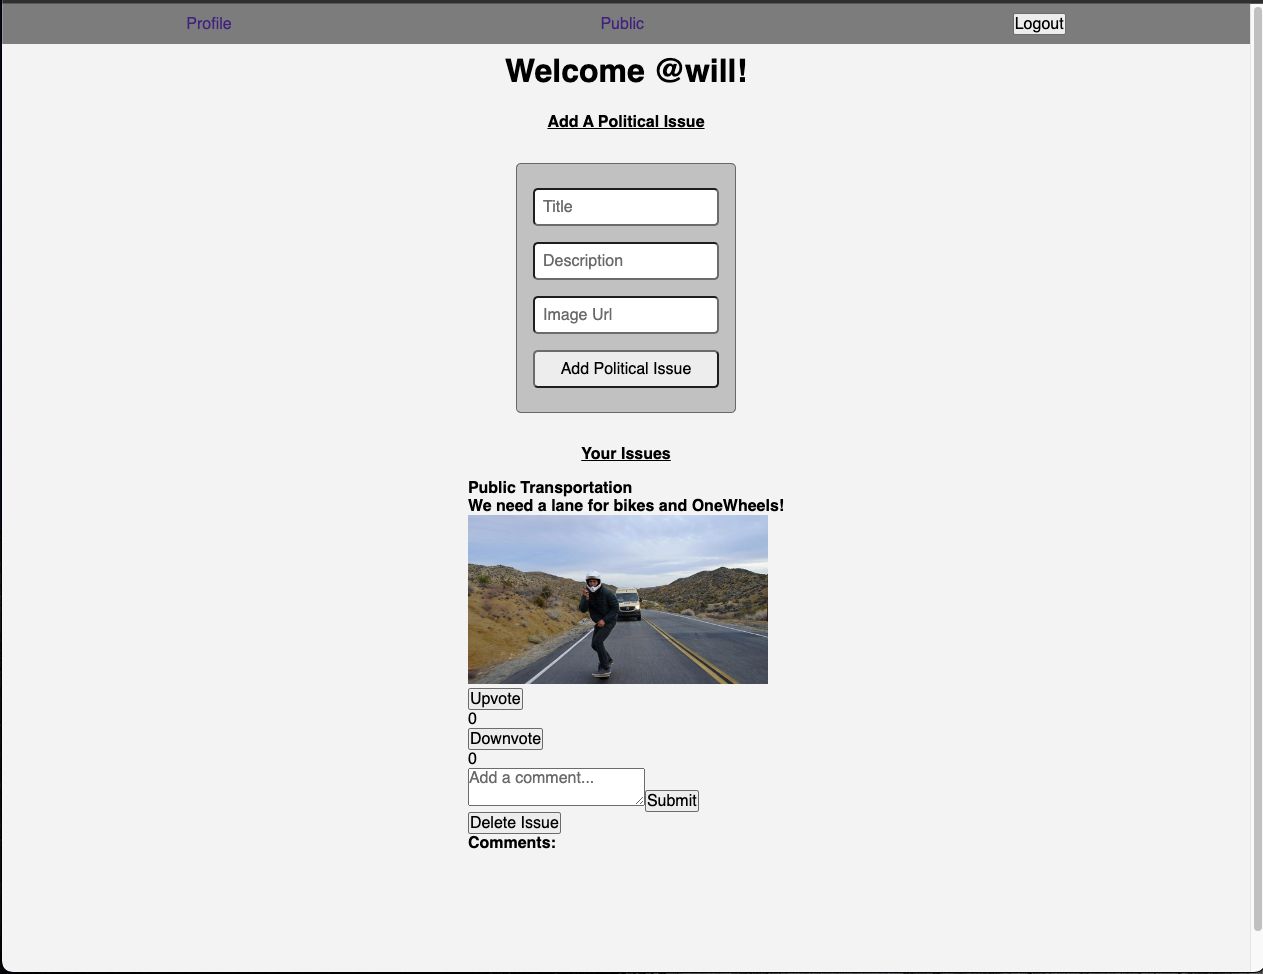 Profile Public Logout
Welcome @will!
Add A Political Issue
Title
Description
Image Url
Add Political Issue
Your Issues
Public Transportation
We need a lane for bikes and OneWheels!
Upvote
0
Downvote
0
Add a comment...
Submit
Delete Issue
Comments: